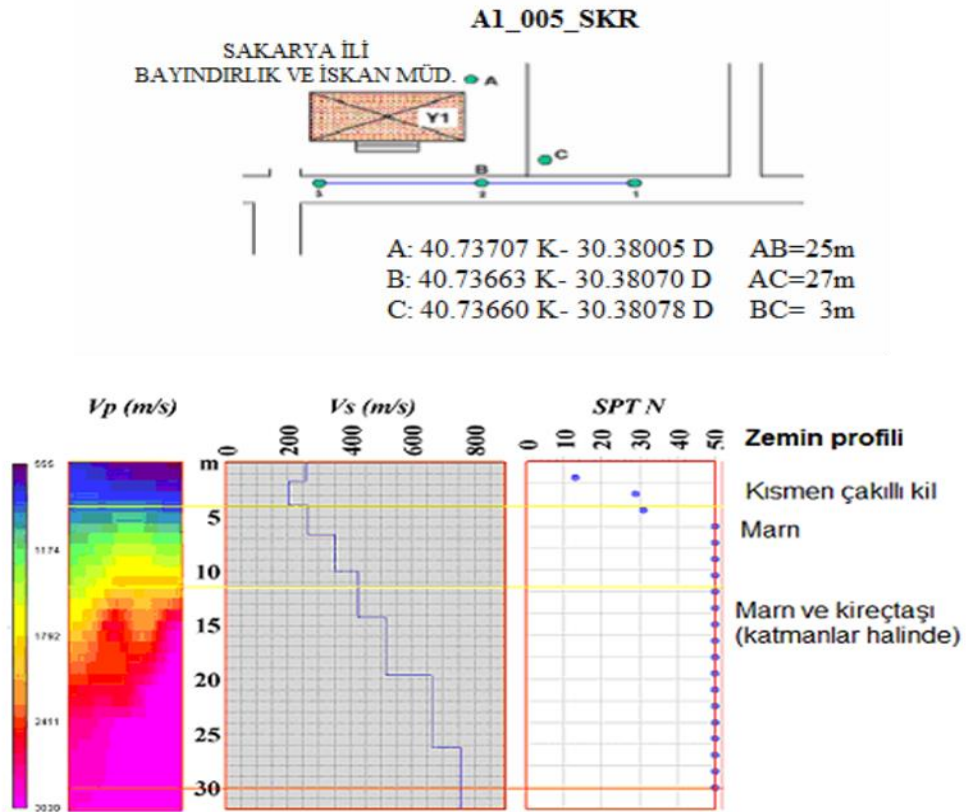 A1_005_SKR
SAKARYA İLİ
BAYINDIRLIK VE İSKAN MÜD.
A
Y1
C
B
3 2 1
A: 40.73707 K- 30.38005 D AB=25m
B: 40.73663 K- 30.38070 D AC=27m
C: 40.73660 K- 30.38078 D BC= 3m
Vp (m/s) Vs (m/s) SPT N
0 200 400 600 800 0 10 20 30 40 50 Zemin profili
m
Kısmen çakıllı kil
5
Marn
1174
10
Marn ve kireçtaşı
(katmanlar halinde)
1792
15
20
2411
25
30